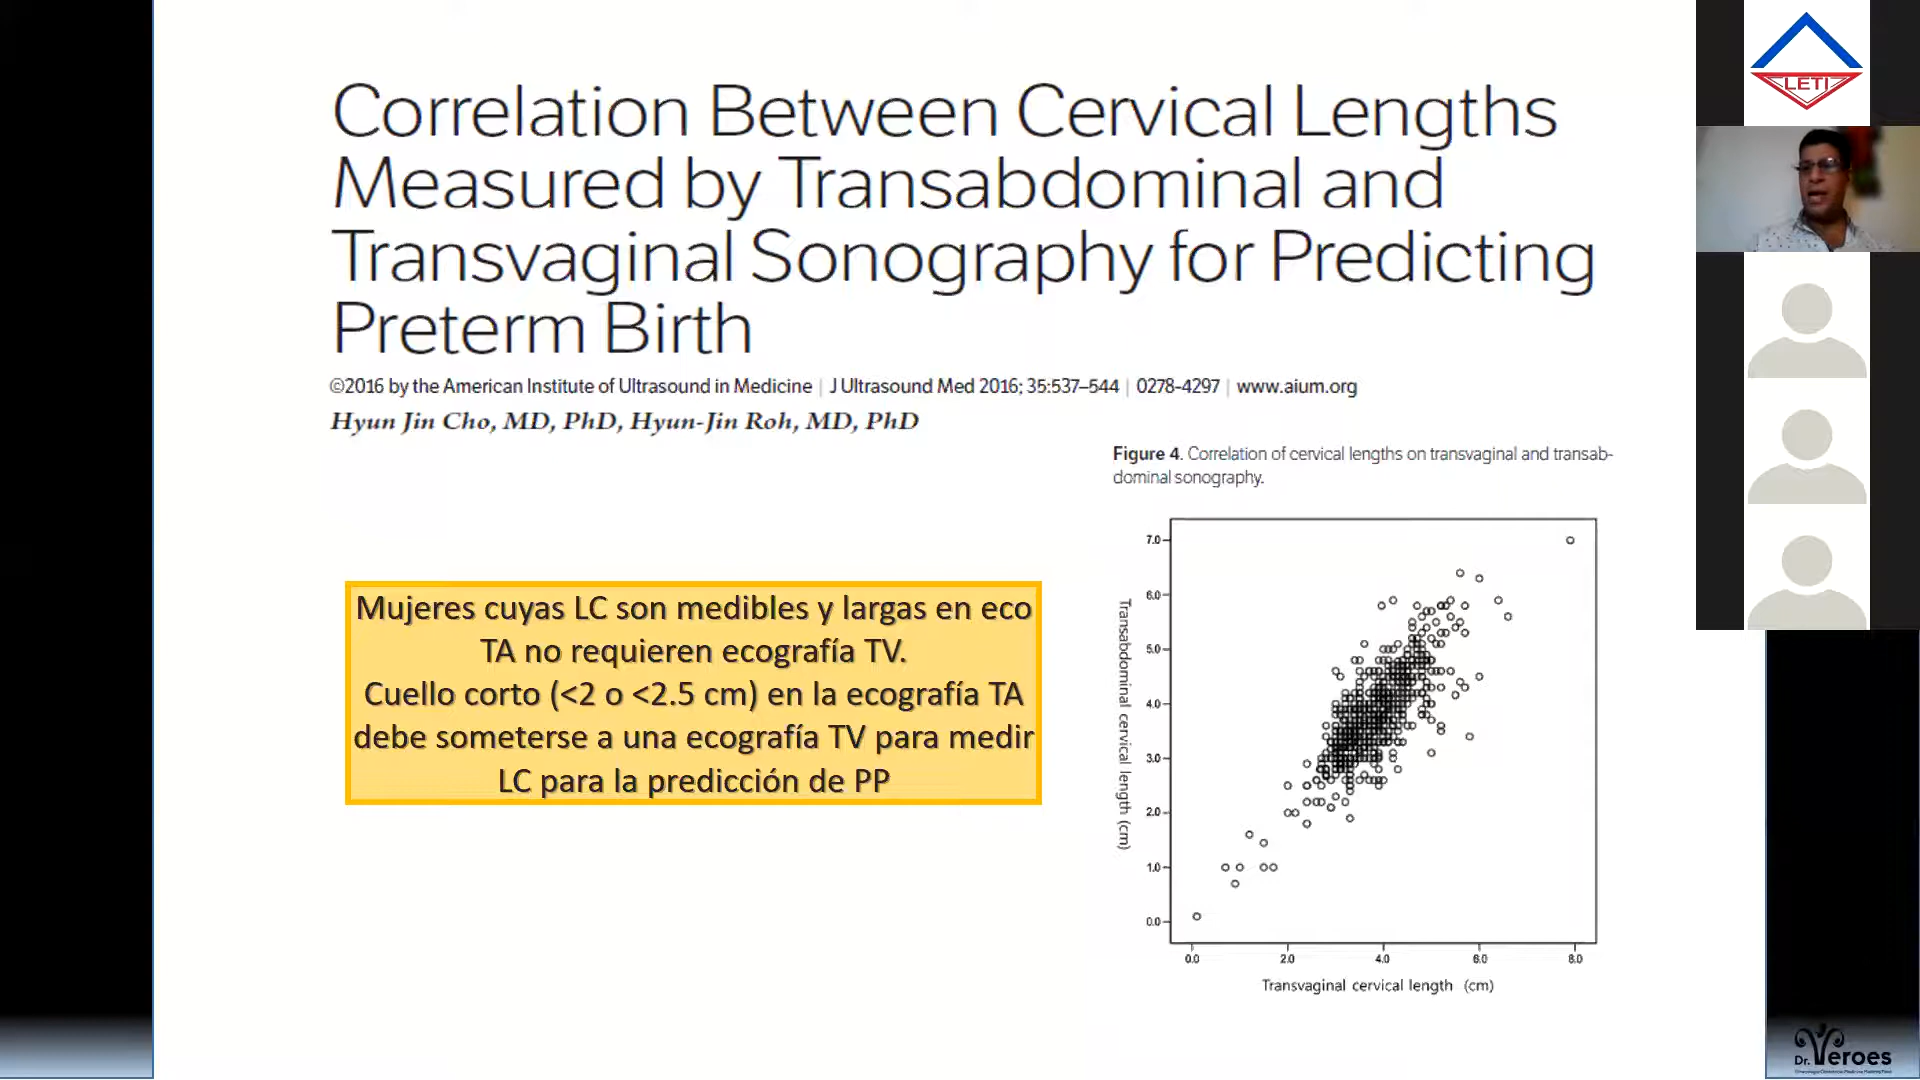 Correlation Between Cervical Lengths
Measured by Transabdominal and
Transvaginal Sonography for Predicting
Preterm Birth
©2016 by the American Institute of Ultrasound in Medicine | J Ultrasound Med 2016; 35:537–544 | 0278-4297 | www.aium.org
Hyun Jin Cho, MD, PhD, Hyun-Jin Roh, MD, PhD
Figure 4. Correlation of cervical lengths on transvaginal and transab-
dominal sonography.
Mujeres cuyas LC son medibles y largas en eco
TA no requieren ecografía TV.
Cuello corto (<2 o <2.5 cm) en la ecografía TA
debe someterse a una ecografía TV para medir
LC para la predicción de PP
Transabdominal cervical length (cm)
7.0
6.0
5.0
4.0
3.0
2.0
1.0
0.0
0.0 2.0 4.0 6.0 8.0
Transvaginal cervical length (cm)
LETI
Dr. Yeroes